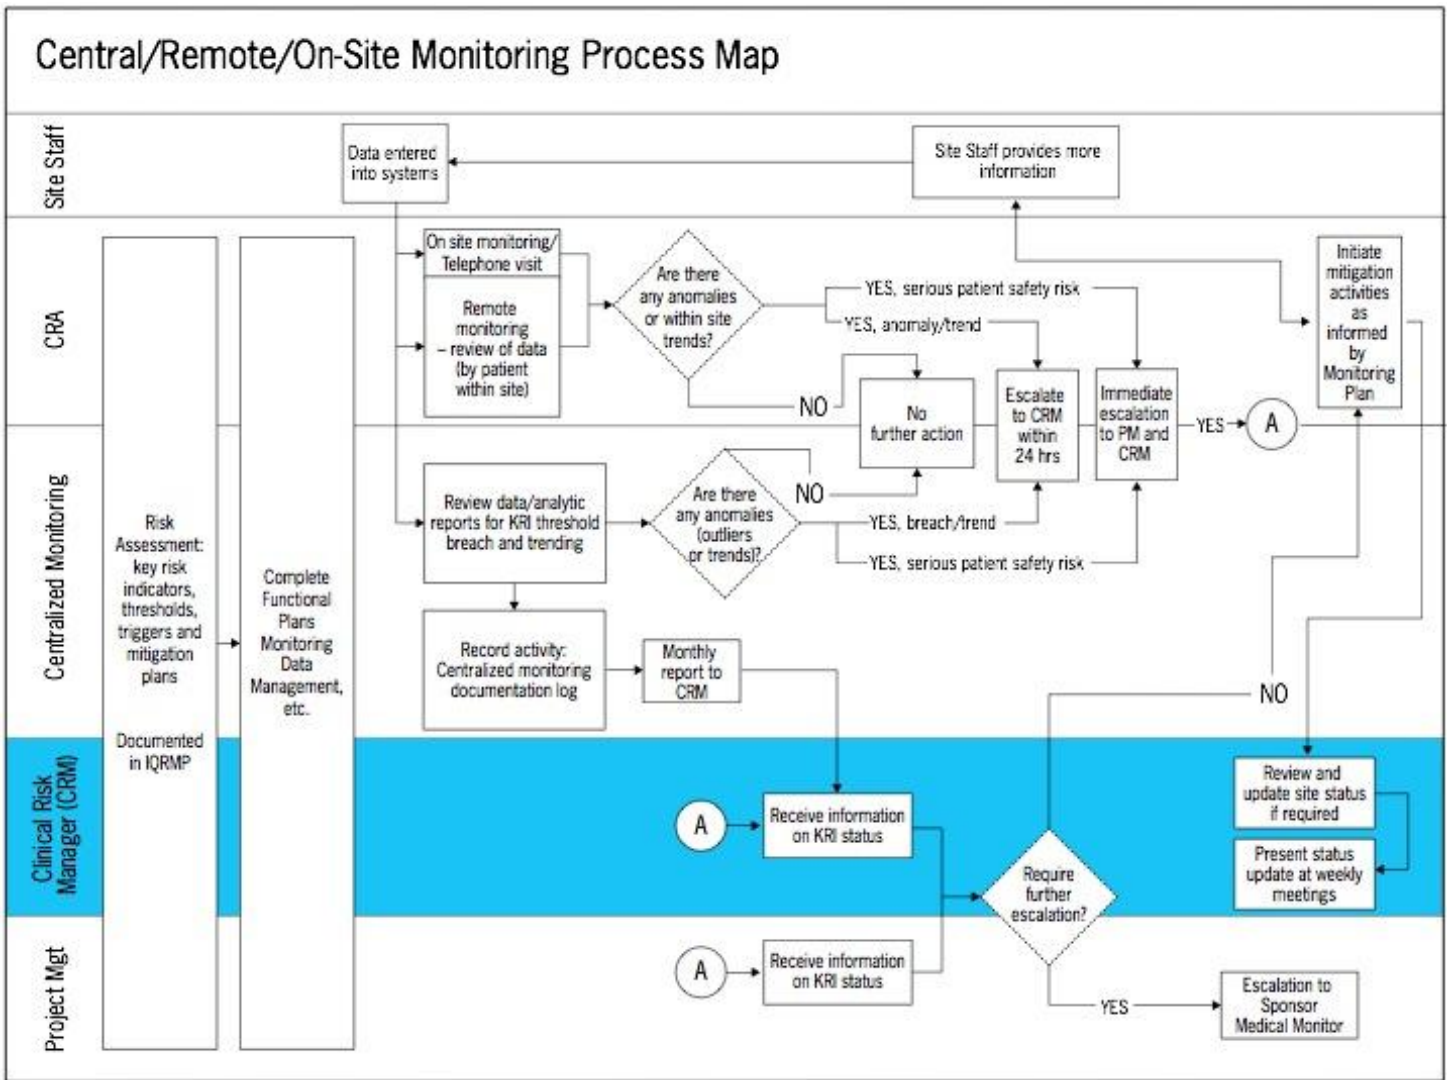 Central/Remote/On-Site Monitoring Process Map
Site Staff
Data entered
into systems
Site Staff provides more
information
CRA
On site monitoring/
Telephone visit
Remote
monitoring
– review of data
(by patient
within site)
Are there
any anomalies
or within site
trends?
YES, serious patient safety risk
YES, anomaly/trend
NO
No
further action
Escalate
to CRM
within
24 hrs
Immediate
escalation
to PM and
CRM
YES
A
Initiate
mitigation
activities
as
informed
by
Monitoring
Plan
Centralized Monitoring
Risk
Assessment:
key risk
indicators,
thresholds,
triggers and
mitigation
plans
Documented
in IQRMP
Complete
Functional
Plans
Monitoring
Data
Management,
etc.
Review data/analytic
reports for KRI threshold
breach and trending
Are there
any anomalies
(outliers
or trends)?
NO
YES, breach/trend
YES, serious patient safety risk
Record activity:
Centralized monitoring
documentation log
Monthly
report to
CRM
NO
Clinical Risk
Manager (CRM)
A
Receive information
on KRI status
Require
further
escalation?
Review and
update site status
if required
Present status
update at weekly
meetings
Project Mgt
A
Receive information
on KRI status
YES
Escalation to
Sponsor
Medical Monitor